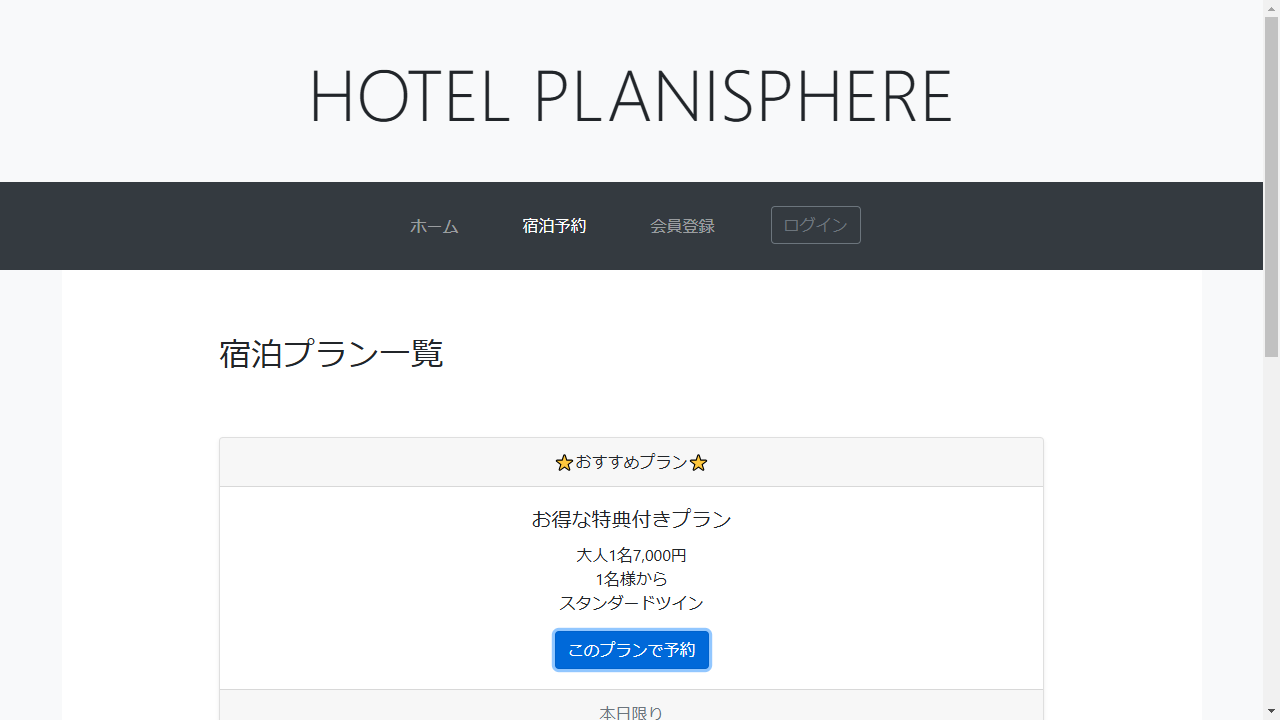 HOTEL PLANISPHERE
ホーム
宿泊予約
会員登録
ログイン
宿泊プラン一覧
⭐おすすめプラン⭐
お得な特典付きプラン
大人1名7,000円
1名様から
スタンダードツイン
このプランで予約
本日限り